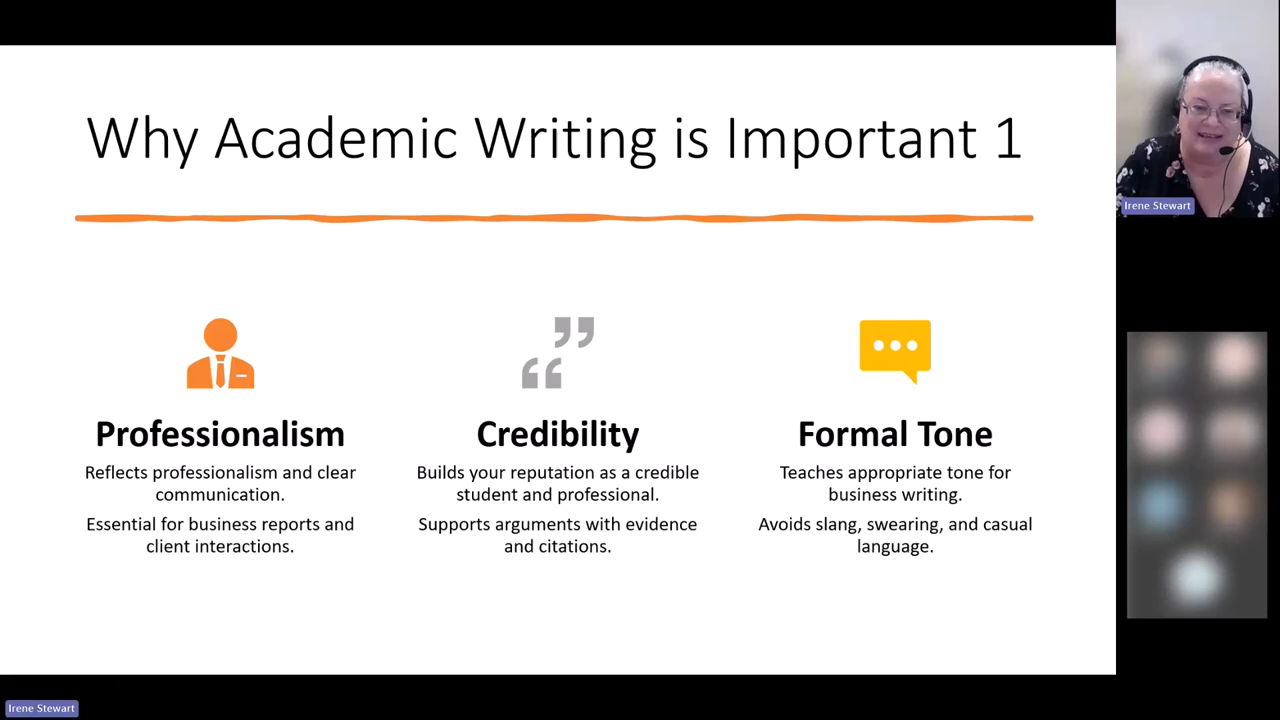 Why Academic Writing is Important 1
Professionalism
Reflects professionalism and clear
communication.
Essential for business reports and
client interactions.
Credibility
Builds your reputation as a credible
student and professional.
Supports arguments with evidence
and citations.
Formal Tone
Teaches appropriate tone for
business writing.
Avoids slang, swearing, and casual
language.
Irene Stewart
Irene Stewart